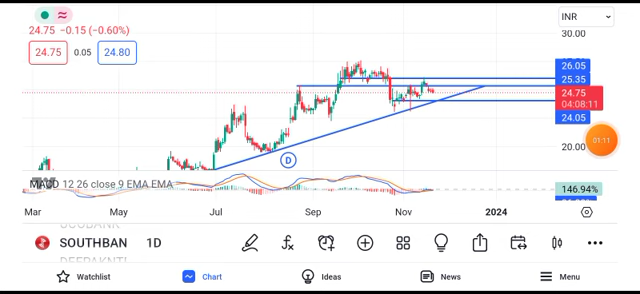 INR
24.75 −0.15 (−0.60%)
30.00
24.75
0.05
24.80
26.05
25.35
24.75
04:08:11
24.05
01:11
20.00
D
MACD 12 26 close 9 EMA EMA
146.94%
Mar
May
Jul
Sep
Nov
2024
SOUTHBAN
1D
Watchlist
Chart
Ideas
News
Menu